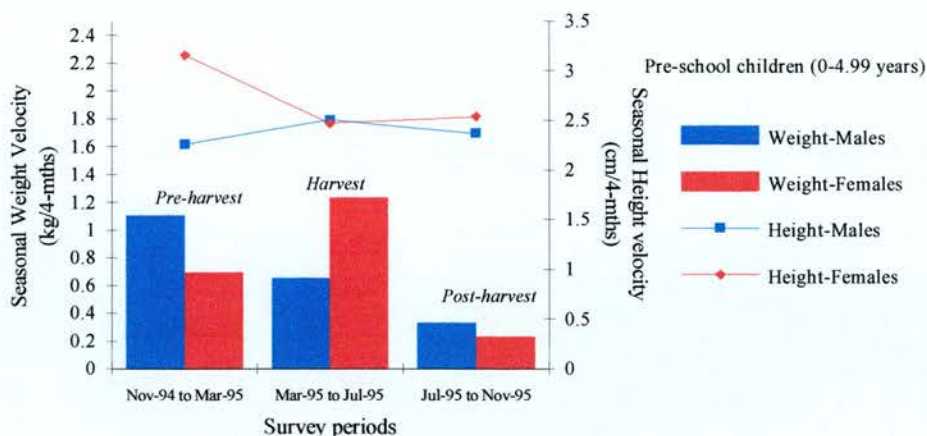 Seasonal Weight Velocity
(kg/4-mths)
2.4
2.2
2
1.8
1.6
1.4
1.2
1
0.8
0.6
0.4
0.2
0
Pre-harvest
Harvest
Post-harvest
3.5
3
2.5
2
1.5
1
0.5
0
Seasonal Height velocity
(cm/4-mths)
Nov-94 to Mar-95
Mar-95 to Jul-95
Jul-95 to Nov-95
Survey periods
Pre-school children (0-4.99 years)
Weight-Males
Weight-Females
Height-Males
Height-Females